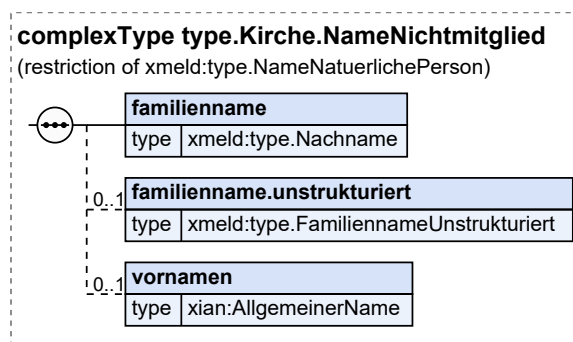 complexType type.Kirche.NameNichtmitglied
(restriction of xmeld:type.NameNatuerlichePerson)
familienname
type xmeld:type.Nachname
0..1 familienname.unstrukturiert
type xmeld:type.FamiliennameUnstrukturiert
0..1 vornamen
type xian:AllgemeinerName